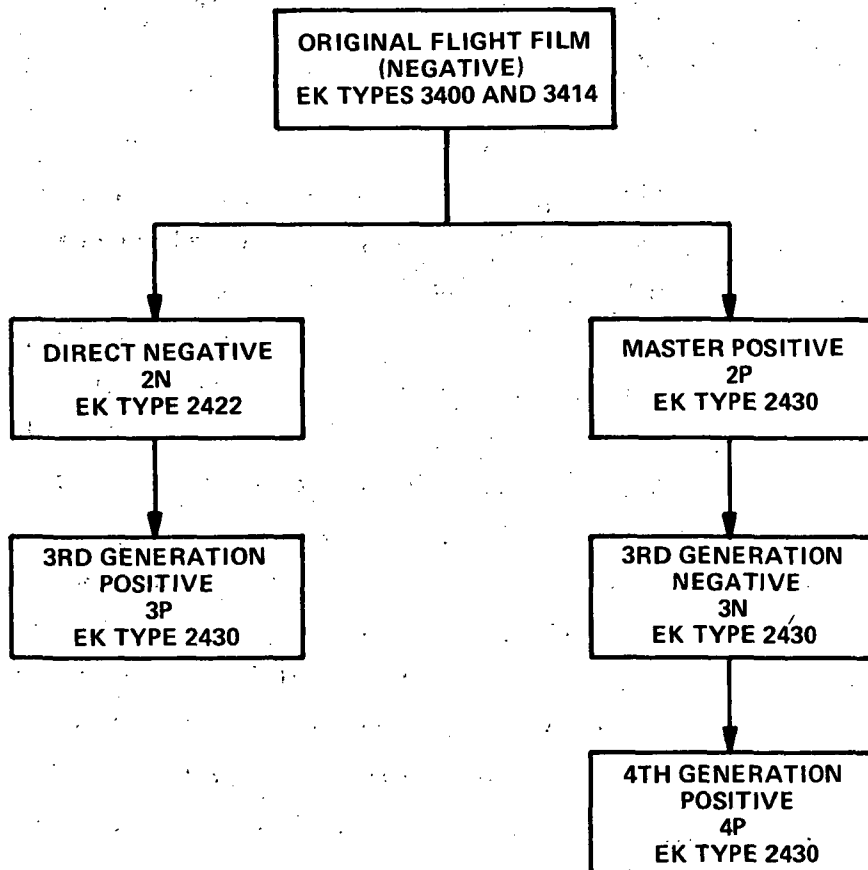 ORIGINAL FLIGHT FILM
(NEGATIVE)
EK TYPES 3400 AND 3414
DIRECT NEGATIVE
2N
EK TYPE 2422
MASTER POSITIVE
2P
EK TYPE 2430
3RD GENERATION
POSITIVE
3P
EK TYPE 2430
3RD GENERATION
NEGATIVE
3N
EK TYPE 2430
4TH GENERATION
POSITIVE
4P
EK TYPE 2430